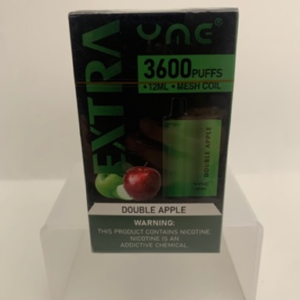 YME
EXTRA
3600PUFFS
•12ML •MESH COIL
DOUBLE APPLE
DOUBLE APPLE
WARNING:
THIS PRODUCT CONTAINS NICOTINE.
NICOTINE IS AN
ADDICTIVE CHEMICAL.